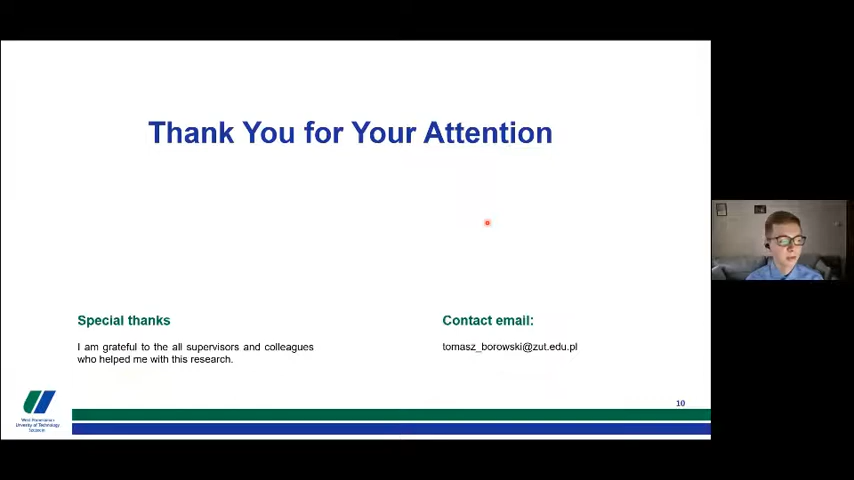 Thank You for Your Attention
Special thanks
I am grateful to the all supervisors and colleagues
who helped me with this research.
Contact email:
tomasz_borowski@zut.edu.pl
10
West Pomeranian
University of Technology
Szczecin